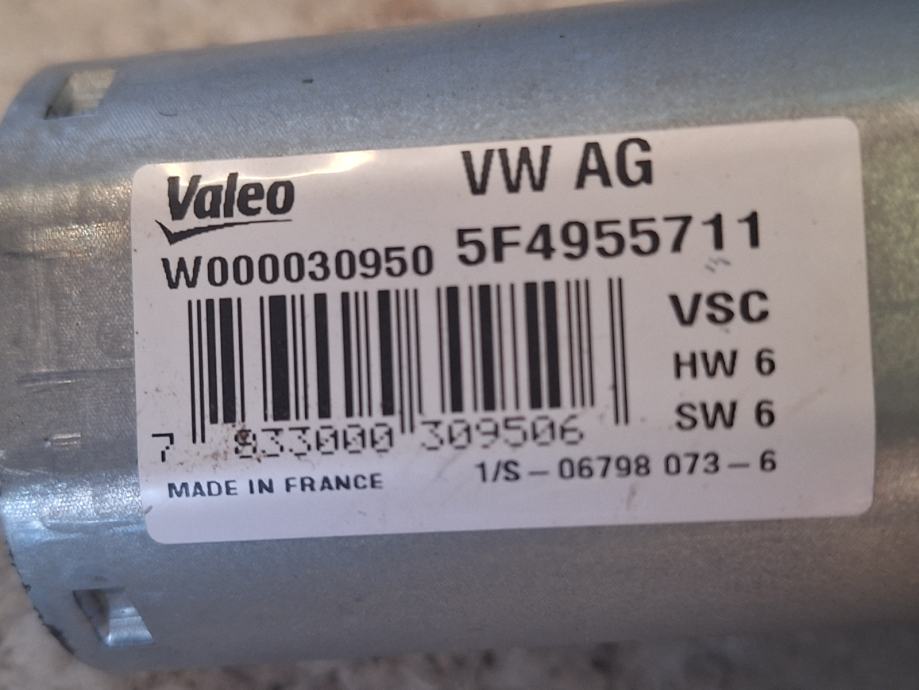 Valeo
VW AG
W000030950 5F4955711
VSC
HW 6
SW 6
7 833000 309506
MADE IN FRANCE 1/S-06798 073-6